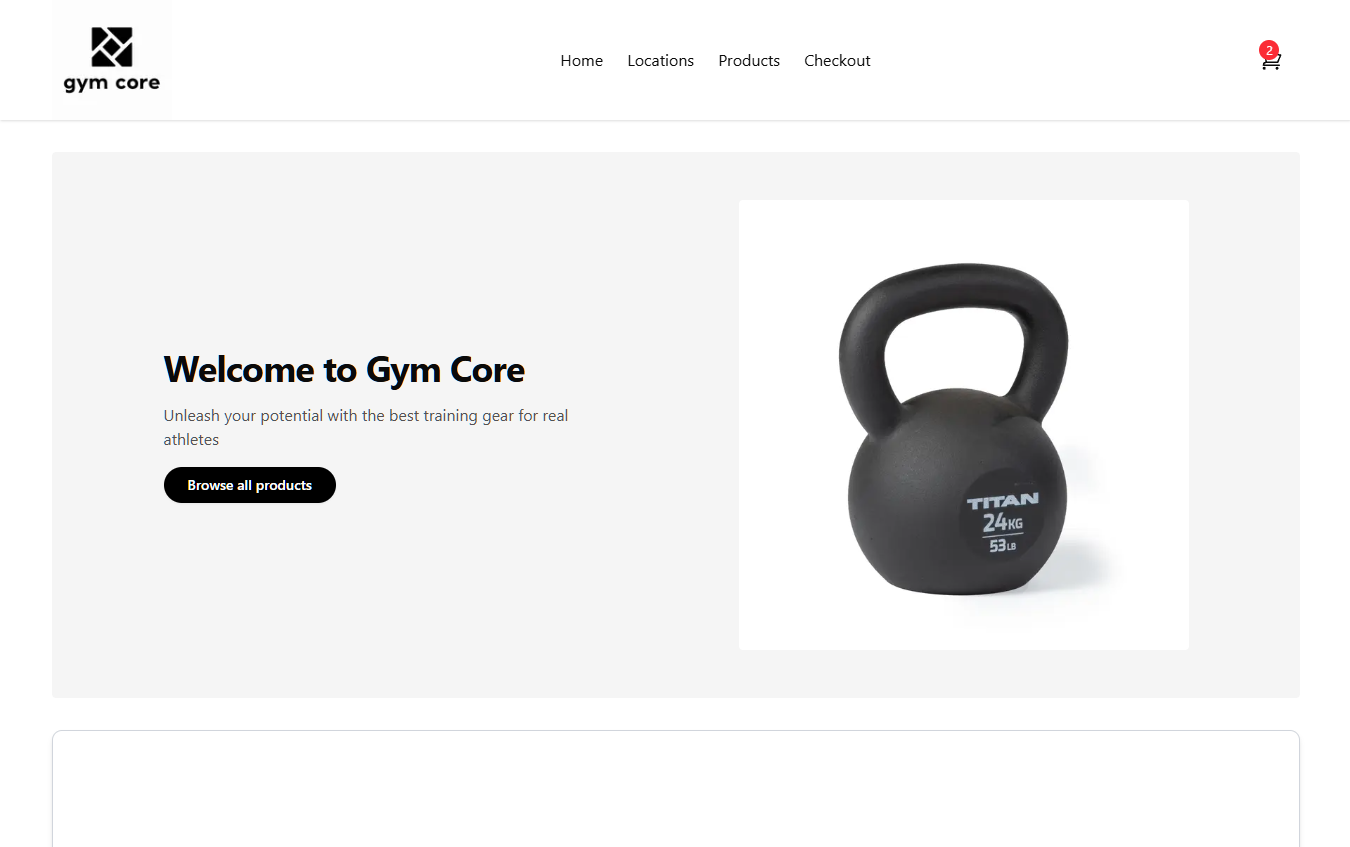 gym core
Home
Locations
Products
Checkout
2
Welcome to Gym Core
Unleash your potential with the best training gear for real
athletes
Browse all products
TITAN
24KG
53LB